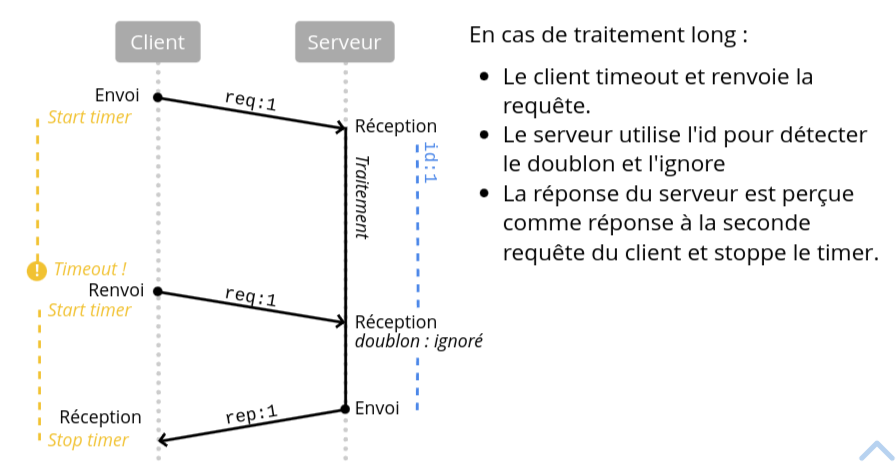 Client
Serveur
Envoi
Start timer
req:1
Réception
id:1
Traitement
Timeout !
Renvoi
Start timer
req:1
Réception
doublon : ignoré
Envoi
rep:1
Réception
Stop timer
En cas de traitement long :
Le client timeout et renvoie la
requête.
Le serveur utilise l'id pour détecter
le doublon et l'ignore
La réponse du serveur est perçue
comme réponse à la seconde
requête du client et stoppe le timer.